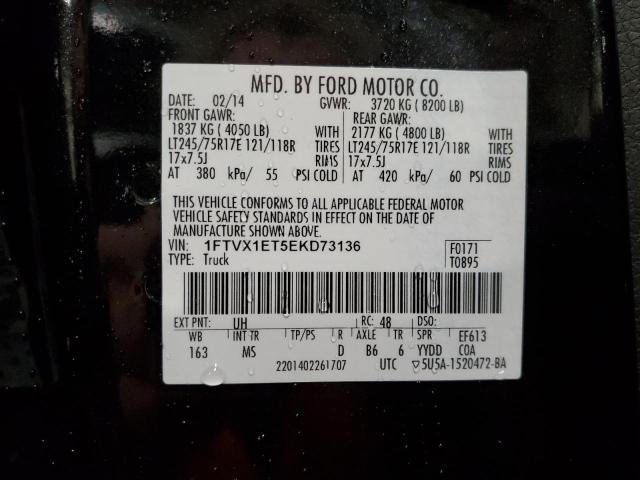 MFD. BY FORD MOTOR CO.
DATE: 02/14 GVWR: 3720 KG ( 8200 LB)
FRONT GAWR: REAR GAWR:
1837 KG ( 4050 LB) WITH 2177 KG ( 4800 LB) WITH
LT245/75R17E 121/118R TIRES LT245/75R17E 121/118R TIRES
17x7.5J RIMS 17x7.5J RIMS
AT 380 kPa/ 55 PSI COLD AT 420 kPa/ 60 PSI COLD
THIS VEHICLE CONFORMS TO ALL APPLICABLE FEDERAL MOTOR
VEHICLE SAFETY STANDARDS IN EFFECT ON THE DATE OF
MANUFACTURE SHOWN ABOVE.
VIN: 1FTVX1ET5EKD73136 F0171
TYPE: Truck T0895
EXT PNT: UH RC: 48 DSO:
WB INT TR TP/PS R AXLE TR SPR EF613
163 MS D B6 6 YYDD COA
2201402261707 UTC ▽5U5A-1520472-BA